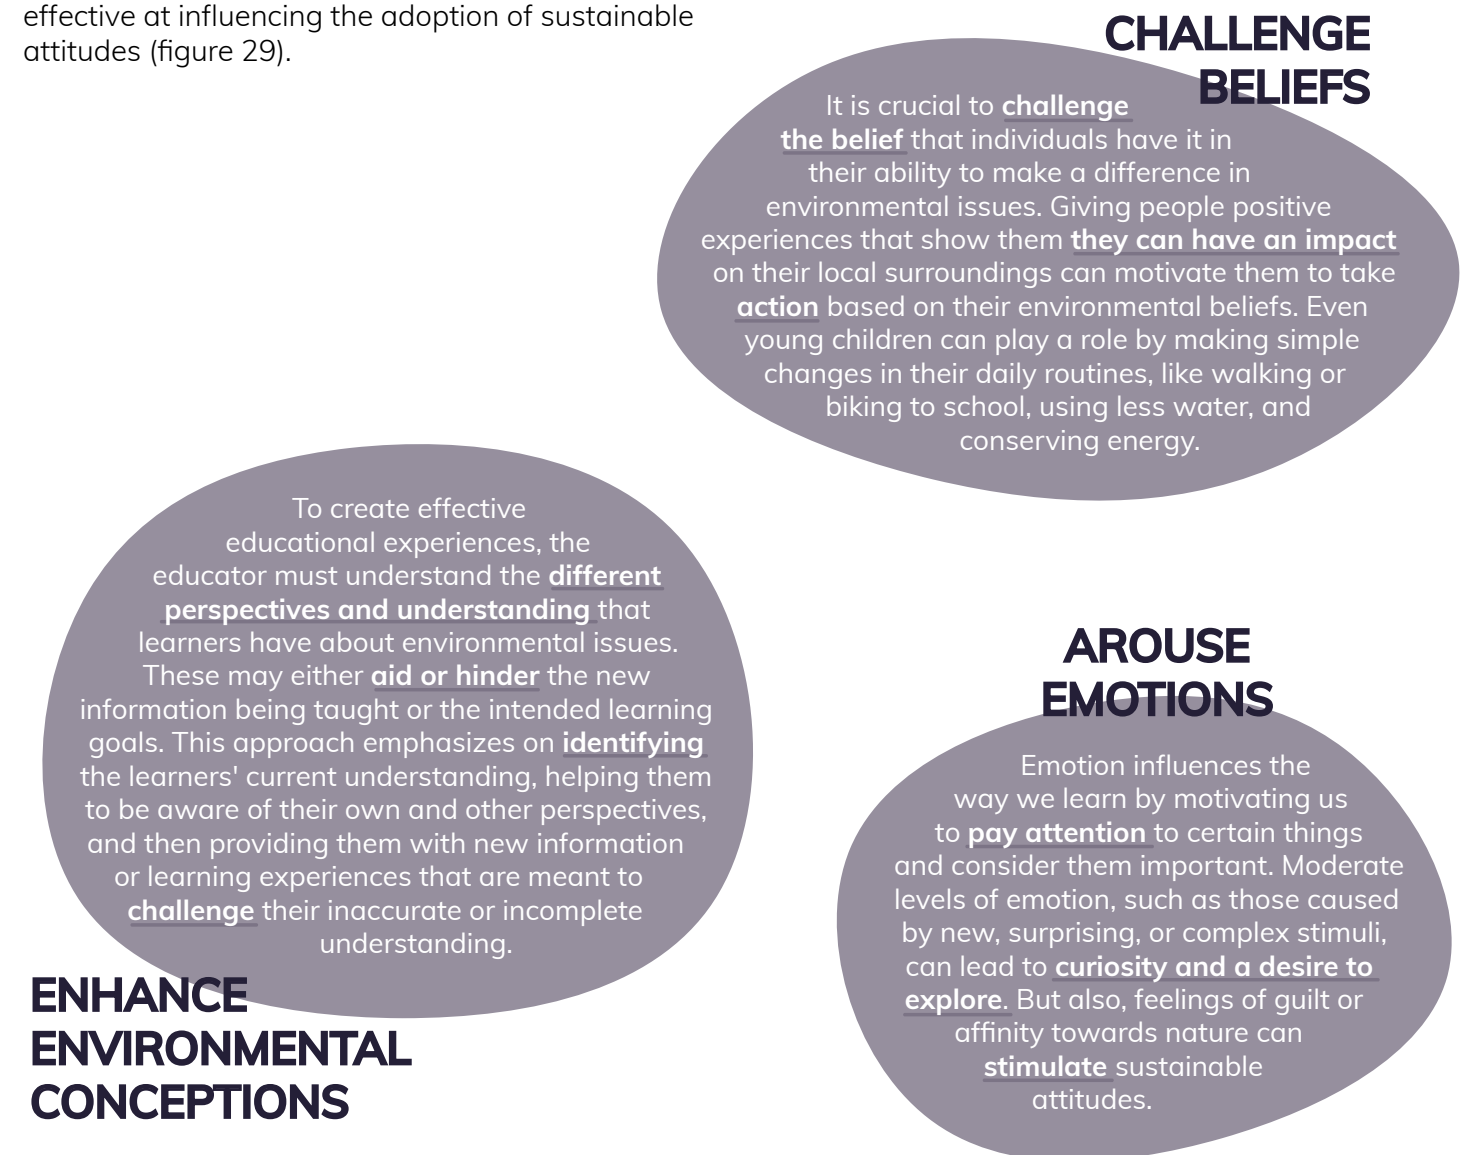 effective at influencing the adoption of sustainable
attitudes (figure 29).
CHALLENGE
BELIEFS
It is crucial to challenge
the belief that individuals have it in
their ability to make a difference in
environmental issues. Giving people positive
experiences that show them they can have an impact
on their local surroundings can motivate them to take
action based on their environmental beliefs. Even
young children can play a role by making simple
changes in their daily routines, like walking or
biking to school, using less water, and
conserving energy.
To create effective
educational experiences, the
educator must understand the different
perspectives and understanding that
learners have about environmental issues.
These may either aid or hinder the new
information being taught or the intended learning
goals. This approach emphasizes on identifying
the learners' current understanding, helping them
to be aware of their own and other perspectives,
and then providing them with new information
or learning experiences that are meant to
challenge their inaccurate or incomplete
understanding.
ENHANCE
ENVIRONMENTAL
CONCEPTIONS
AROUSE
EMOTIONS
Emotion influences the
way we learn by motivating us
to pay attention to certain things
and consider them important. Moderate
levels of emotion, such as those caused
by new, surprising, or complex stimuli,
can lead to curiosity and a desire to
explore. But also, feelings of guilt or
affinity towards nature can
stimulate sustainable
attitudes.